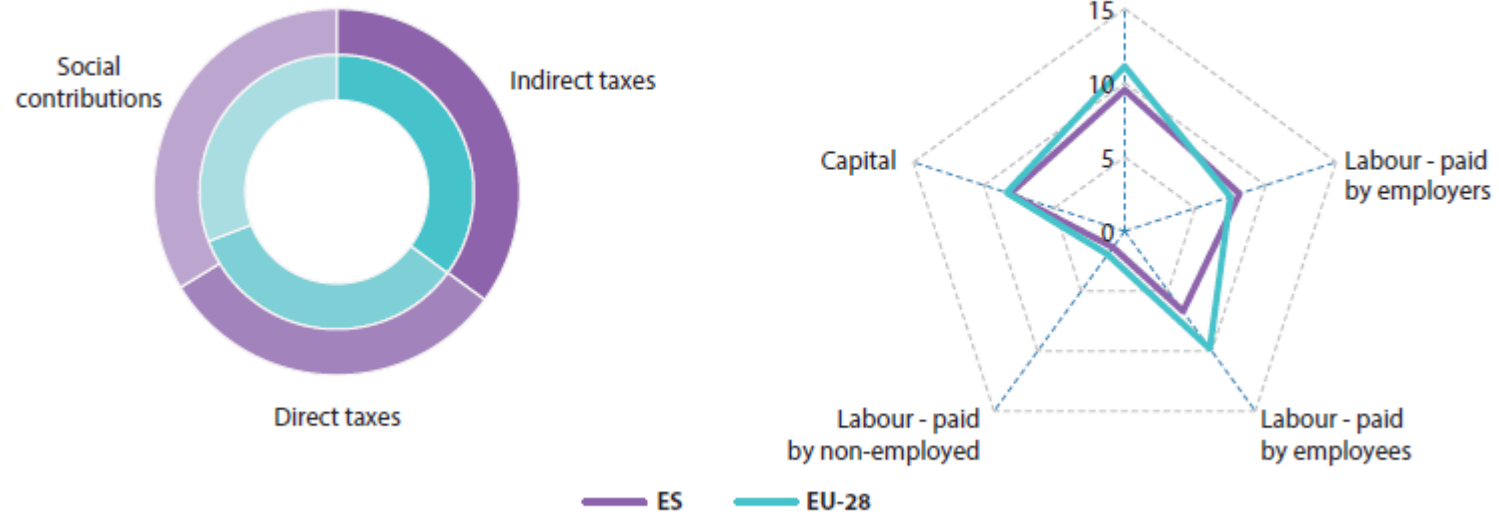 Social
contributions
Indirect taxes
Direct taxes
15
10
5
0
Capital
Labour - paid
by employers
Labour - paid
by non-employed
Labour - paid
by employees
ES
EU-28